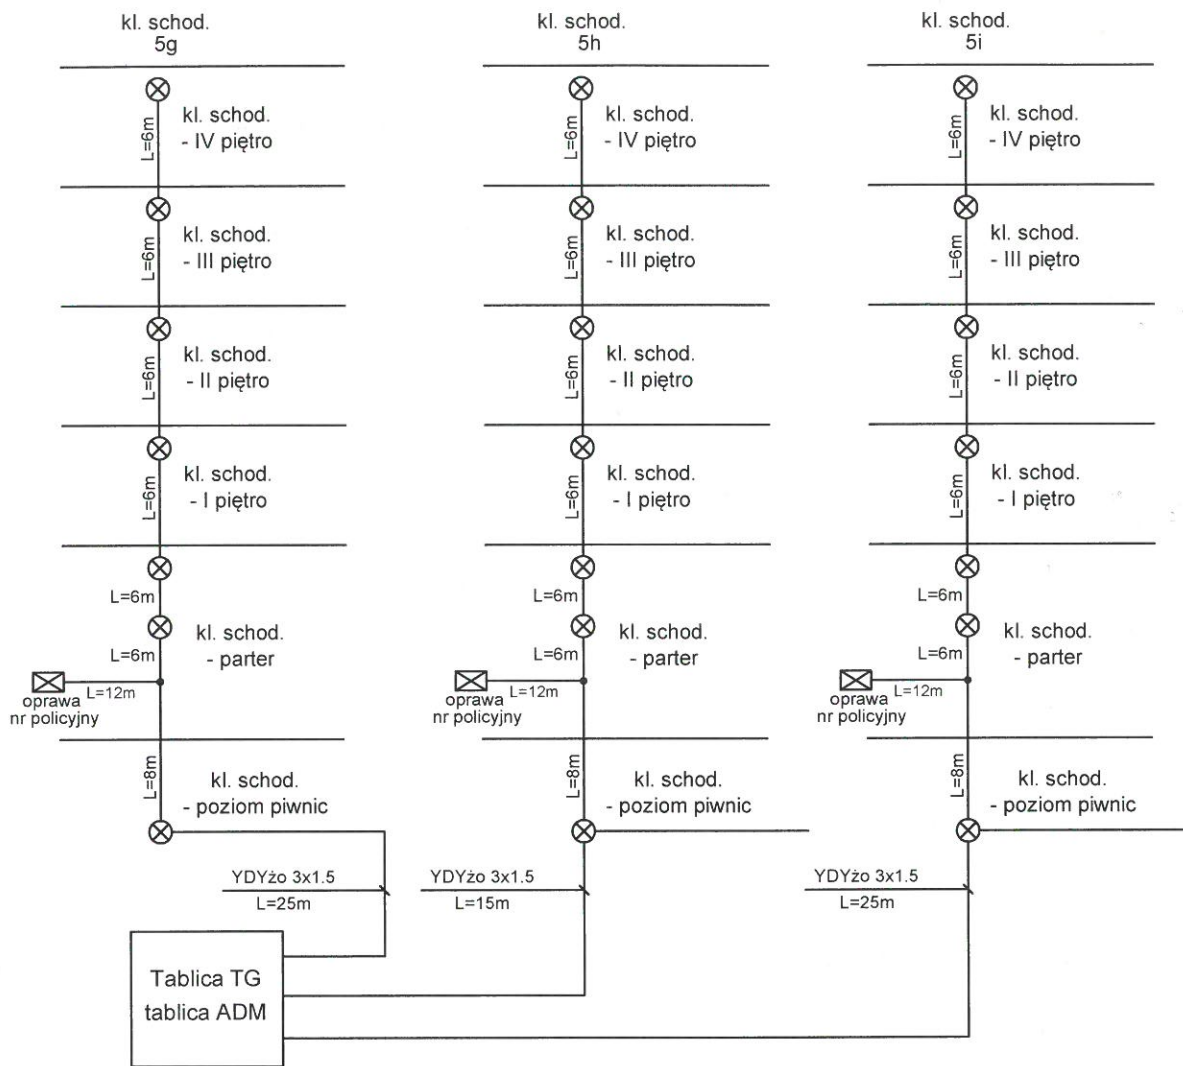 kl. schod.
5g
kl. schod.
5h
kl. schod.
5i
L=6m
kl. schod.
- IV piętro
L=6m
kl. schod.
- IV piętro
L=6m
kl. schod.
- IV piętro
L=6m
kl. schod.
- III piętro
L=6m
kl. schod.
- III piętro
L=6m
kl. schod.
- III piętro
L=6m
kl. schod.
- II piętro
L=6m
kl. schod.
- II piętro
L=6m
kl. schod.
- II piętro
L=6m
kl. schod.
- I piętro
L=6m
kl. schod.
- I piętro
L=6m
kl. schod.
- I piętro
L=6m
L=6m
kl. schod.
- parter
L=12m
oprawa
nr policyjny
L=6m
L=6m
kl. schod.
- parter
L=12m
oprawa
nr policyjny
L=6m
L=6m
kl. schod.
- parter
L=12m
oprawa
nr policyjny
L=8m
kl. schod.
- poziom piwnic
L=8m
kl. schod.
- poziom piwnic
L=8m
kl. schod.
- poziom piwnic
YDYżo 3x1.5
L=25m
YDYżo 3x1.5
L=15m
YDYżo 3x1.5
L=25m
Tablica TG
tablica ADM